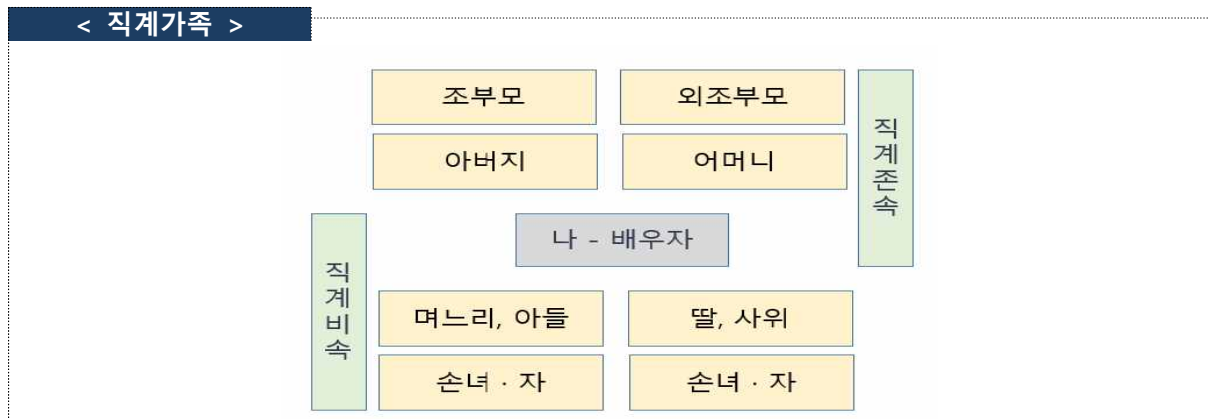 < 직계가족 >
조부모 외조부모
직계존속
아버지 어머니
나 - 배우자
직계비속
며느리, 아들 딸, 사위
손녀 · 자 손녀 · 자